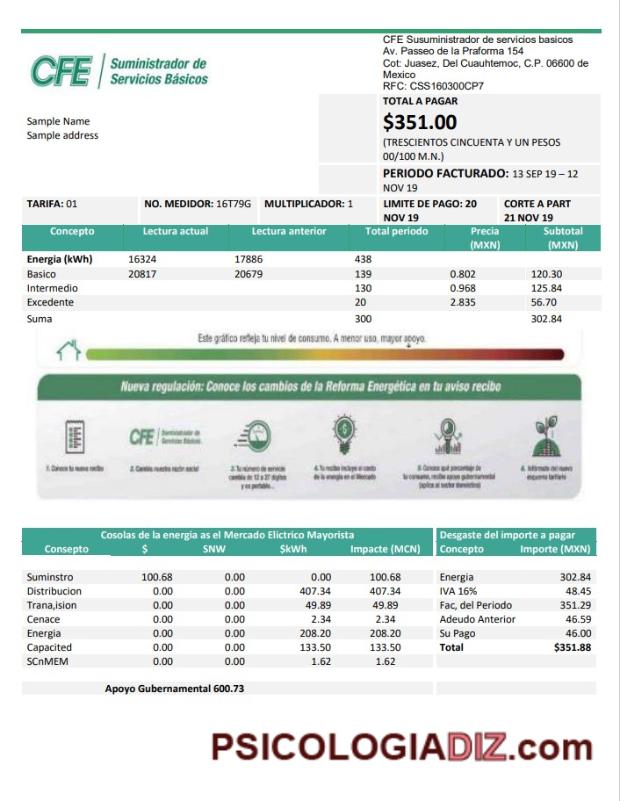 CFE Susuministrador de servicios basicos
Av. Passeo de la Praforma 154
Cot: Juasez, Del Cuauhtemoc, C.P. 06600 de
Mexico
RFC: CSS160300CP7
CFE Suministrador de
Servicios Básicos
TOTAL A PAGAR
$351.00
(TRESCIENTOS CINCUENTA Y UN PESOS
00/100 M.N.)
Sample Name
Sample address
PERIODO FACTURADO: 13 SEP 19 – 12
NOV 19
TARIFA: 01 NO. MEDIDOR: 16T79G MULTIPLICADOR: 1 LIMITE DE PAGO: 20 NOV 19 CORTE A PART 21 NOV 19
Concepto Lectura actual Lectura anterior Total periodo Precia (MXN) Subtotal (MXN)
Energia (kWh) 16324 17886 438
Basico 20817 20679 139 0.802 120.30
Intermedio 130 0.968 125.84
Excedente 20 2.835 56.70
Suma 300 302.84
Este gráfico refleja tu nivel de consumo. A menor uso, mayor apoyo.
Nueva regulación: Conoce los cambios de la Reforma Energética en tu aviso recibo
CFE Suministrador de Servicios Básicos
1. Conoce tu nuevo recibo
2. Cambia nuestra razón social
3. Tu número de servicio
cambia de 12 a 27 dígitos
y es portable...
4. Tu recibo incluye el costo
de la energía en el Mercado
5. Conoce qué porcentaje de
tu consumo, recibe apoyo gubernamental
(aplica al sector doméstico)
6. Infórmate del nuevo
esquema tarifario
Cosolas de la energia as el Mercado Elictrico Mayorista
Consepto $ SNW $kWh Impacte (MCN)
Suminstro 100.68 0.00 0.00 100.68
Distribucion 0.00 0.00 407.34 407.34
Trana,ision 0.00 0.00 49.89 49.89
Cenace 0.00 0.00 2.34 2.34
Energia 0.00 0.00 208.20 208.20
Capacited 0.00 0.00 133.50 133.50
SCnMEM 0.00 0.00 1.62 1.62
Apoyo Gubernamental 600.73
Desgaste del importe a pagar
Concepto Importe (MXN)
Energia 302.84
IVA 16% 48.45
Fac, del Periodo 351.29
Adeudo Anterior 46.59
Su Pago 46.00
Total $351.88
PSICOLOGIADIZ.com